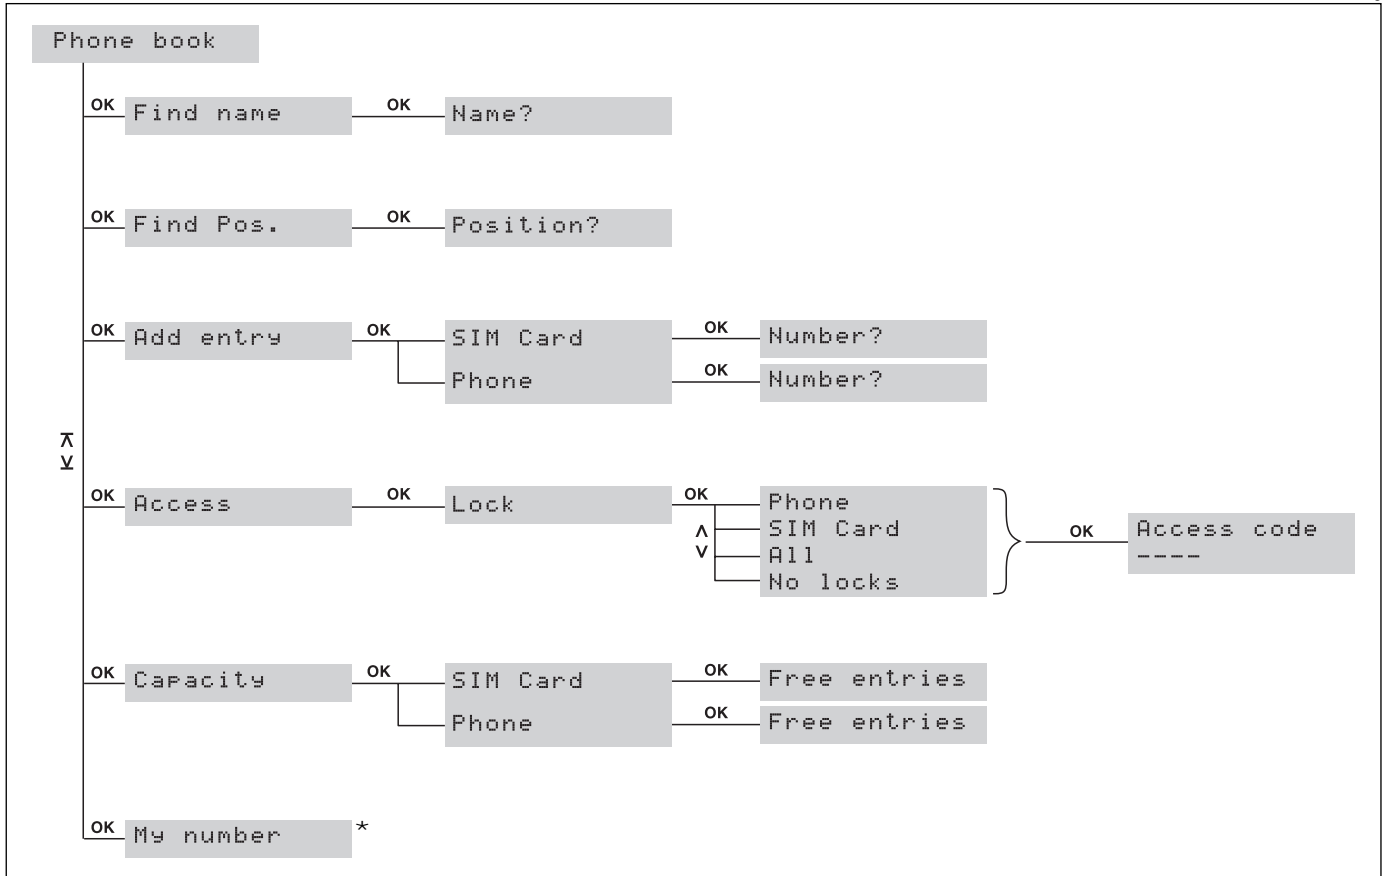 Phone book
OK Find name OK Name?
OK Find Pos. OK Position?
OK Add entry OK SIM Card OK Number?
Phone OK Number?
OK Access OK Lock OK Phone
SIM Card
All
No locks
OK Access code
----
OK Capacity OK SIM Card OK Free entries
Phone OK Free entries
OK My number *